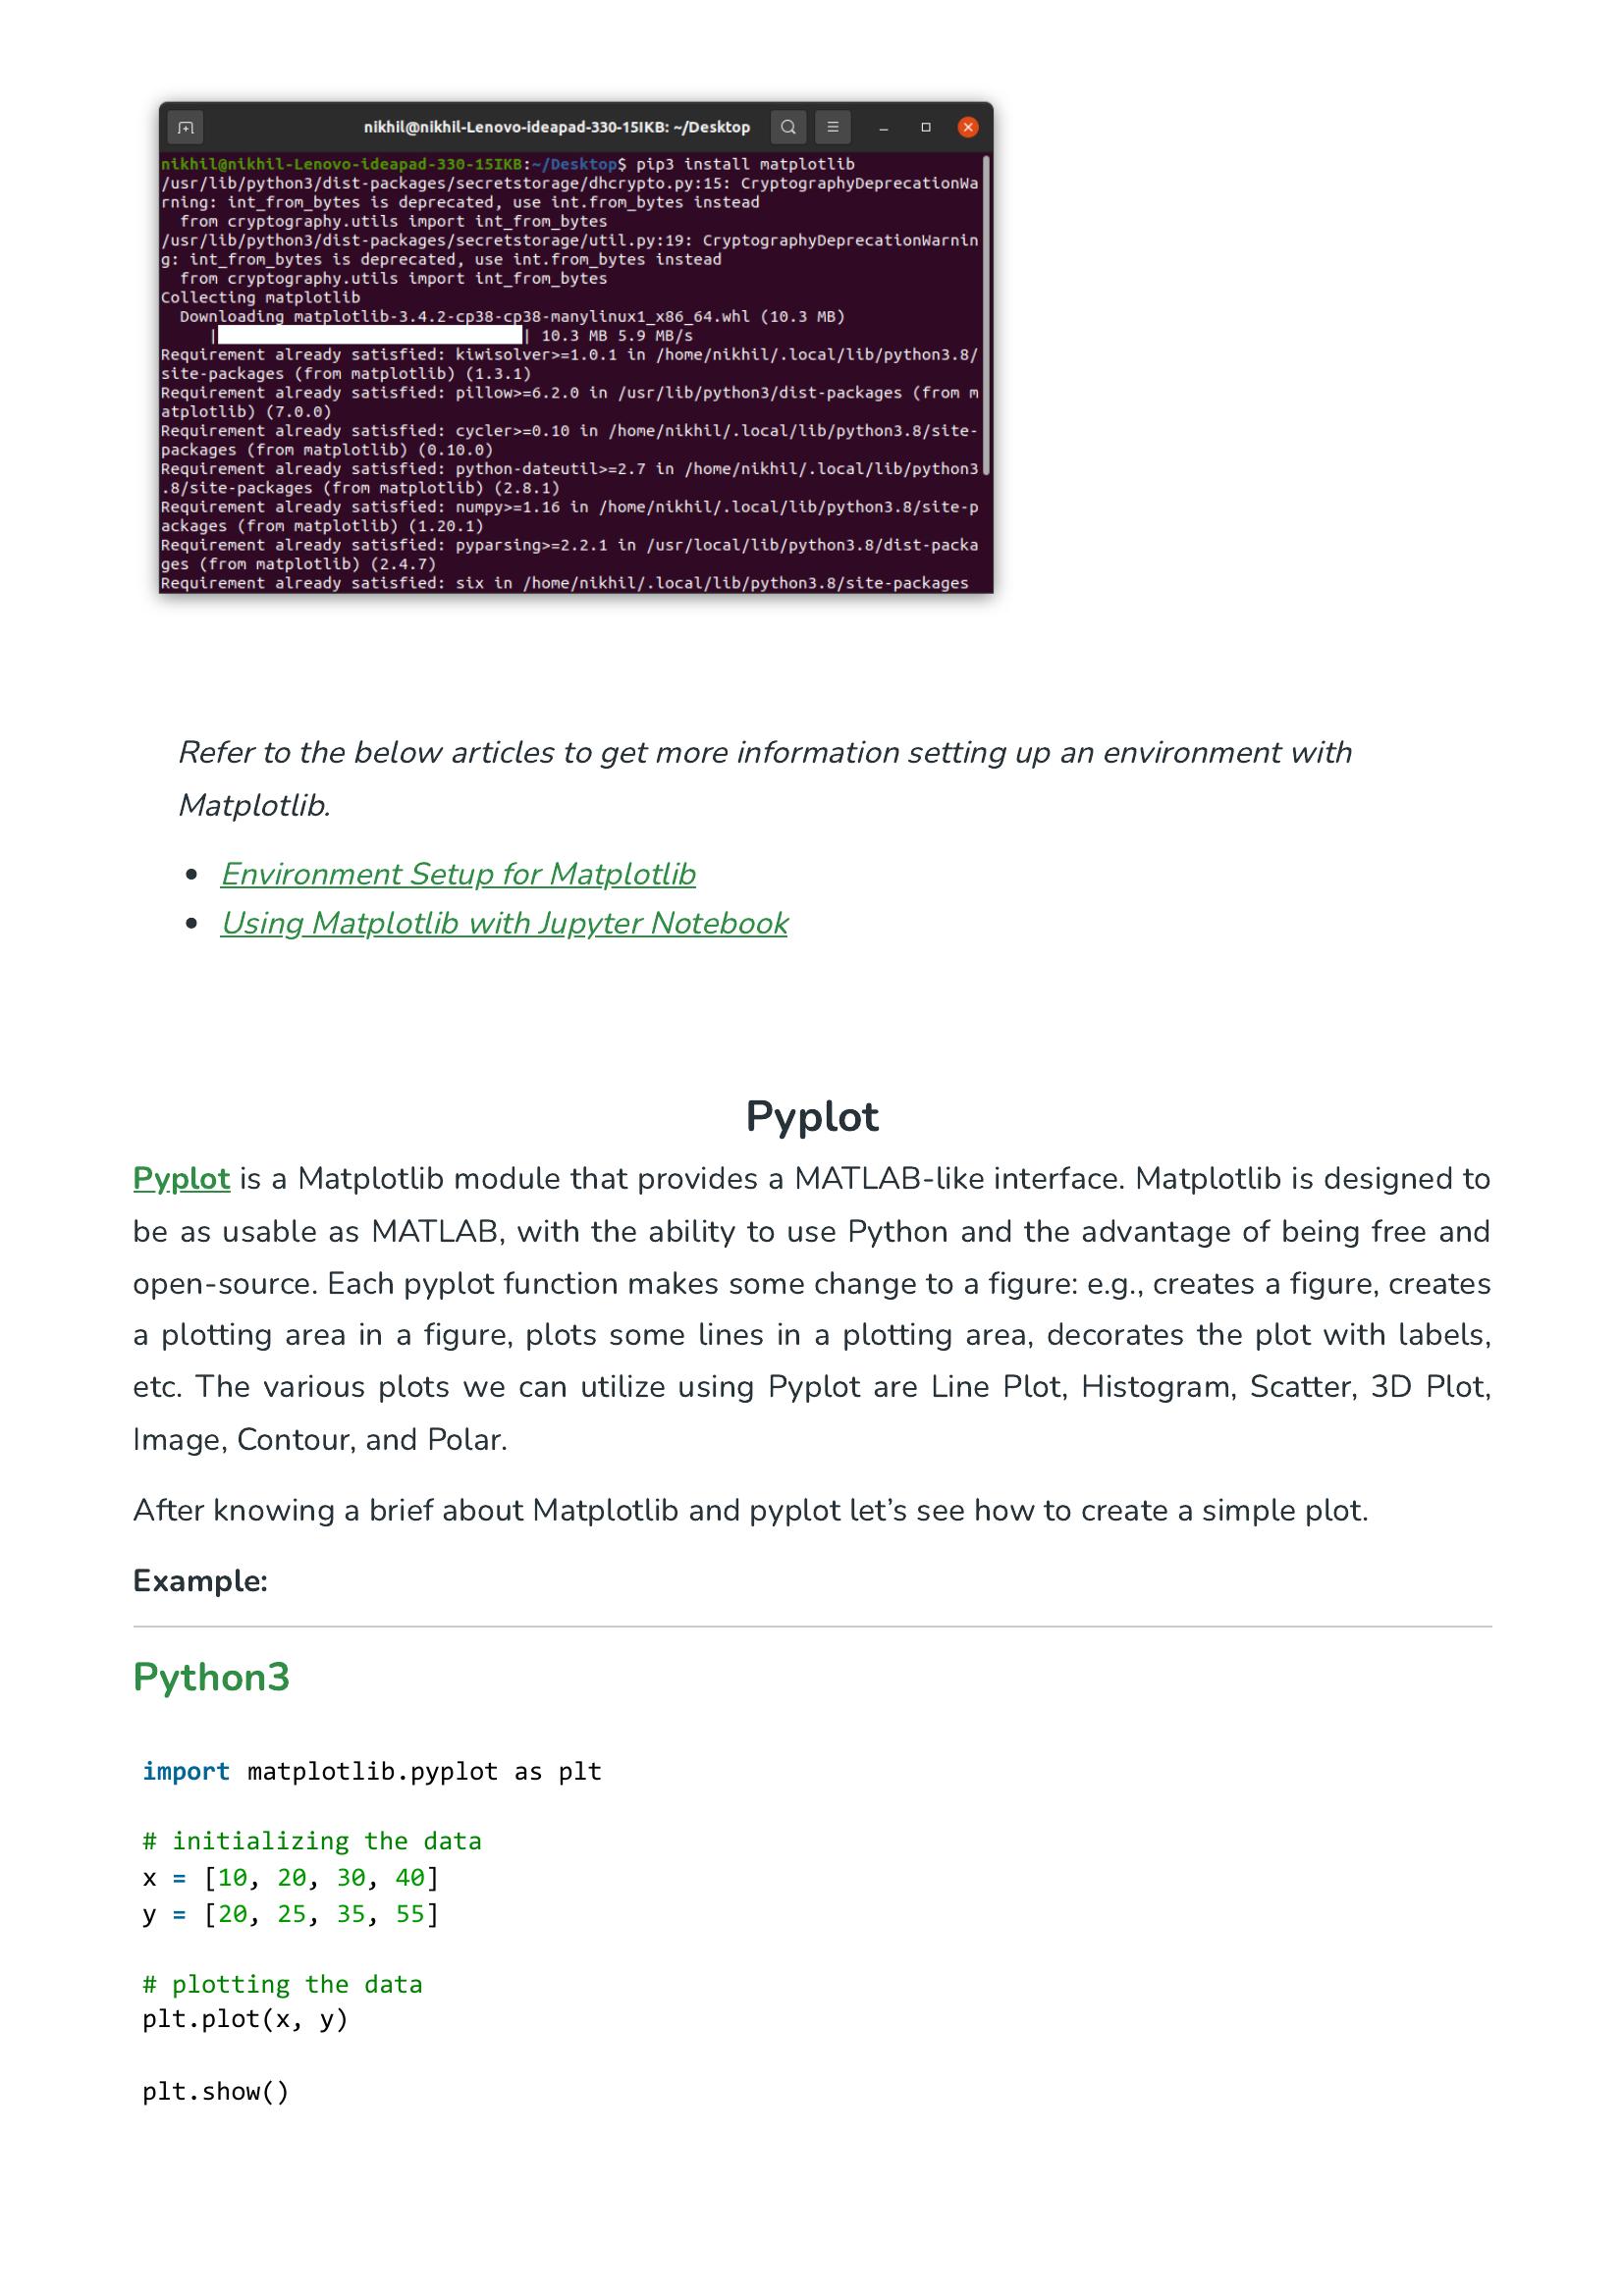 nikhil@nikhil-Lenovo-ideapad-330-15IKB: ~/Desktop
nikhil@nikhil-Lenovo-ideapad-330-15IKB:~/Desktop$ pip3 install matplotlib
/usr/lib/python3/dist-packages/secretstorage/dhcrypto.py:15: CryptographyDeprecationWa
rning: int_from_bytes is deprecated, use int.from_bytes instead
  from cryptography.utils import int_from_bytes
/usr/lib/python3/dist-packages/secretstorage/util.py:19: CryptographyDeprecationWarnin
g: int_from_bytes is deprecated, use int.from_bytes instead
  from cryptography.utils import int_from_bytes
Collecting matplotlib
  Downloading matplotlib-3.4.2-cp38-cp38-manylinux1_x86_64.whl (10.3 MB)
| | 10.3 MB 5.9 MB/s
Requirement already satisfied: kiwisolver>=1.0.1 in /home/nikhil/.local/lib/python3.8/
site-packages (from matplotlib) (1.3.1)
Requirement already satisfied: pillow>=6.2.0 in /usr/lib/python3/dist-packages (from m
atplotlib) (7.0.0)
Requirement already satisfied: cycler>=0.10 in /home/nikhil/.local/lib/python3.8/site-
packages (from matplotlib) (0.10.0)
Requirement already satisfied: python-dateutil>=2.7 in /home/nikhil/.local/lib/python3
.8/site-packages (from matplotlib) (2.8.1)
Requirement already satisfied: numpy>=1.16 in /home/nikhil/.local/lib/python3.8/site-p
ackages (from matplotlib) (1.20.1)
Requirement already satisfied: pyparsing>=2.2.1 in /usr/local/lib/python3.8/dist-packa
ges (from matplotlib) (2.4.7)
Requirement already satisfied: six in /home/nikhil/.local/lib/python3.8/site-packages
Refer to the below articles to get more information setting up an environment with
Matplotlib.
• Environment Setup for Matplotlib
• Using Matplotlib with Jupyter Notebook
Pyplot
Pyplot is a Matplotlib module that provides a MATLAB-like interface. Matplotlib is designed to
be as usable as MATLAB, with the ability to use Python and the advantage of being free and
open-source. Each pyplot function makes some change to a figure: e.g., creates a figure, creates
a plotting area in a figure, plots some lines in a plotting area, decorates the plot with labels,
etc. The various plots we can utilize using Pyplot are Line Plot, Histogram, Scatter, 3D Plot,
Image, Contour, and Polar.
After knowing a brief about Matplotlib and pyplot let’s see how to create a simple plot.
Example:
Python3
import matplotlib.pyplot as plt
# initializing the data
x = [10, 20, 30, 40]
y = [20, 25, 35, 55]
# plotting the data
plt.plot(x, y)
plt.show()